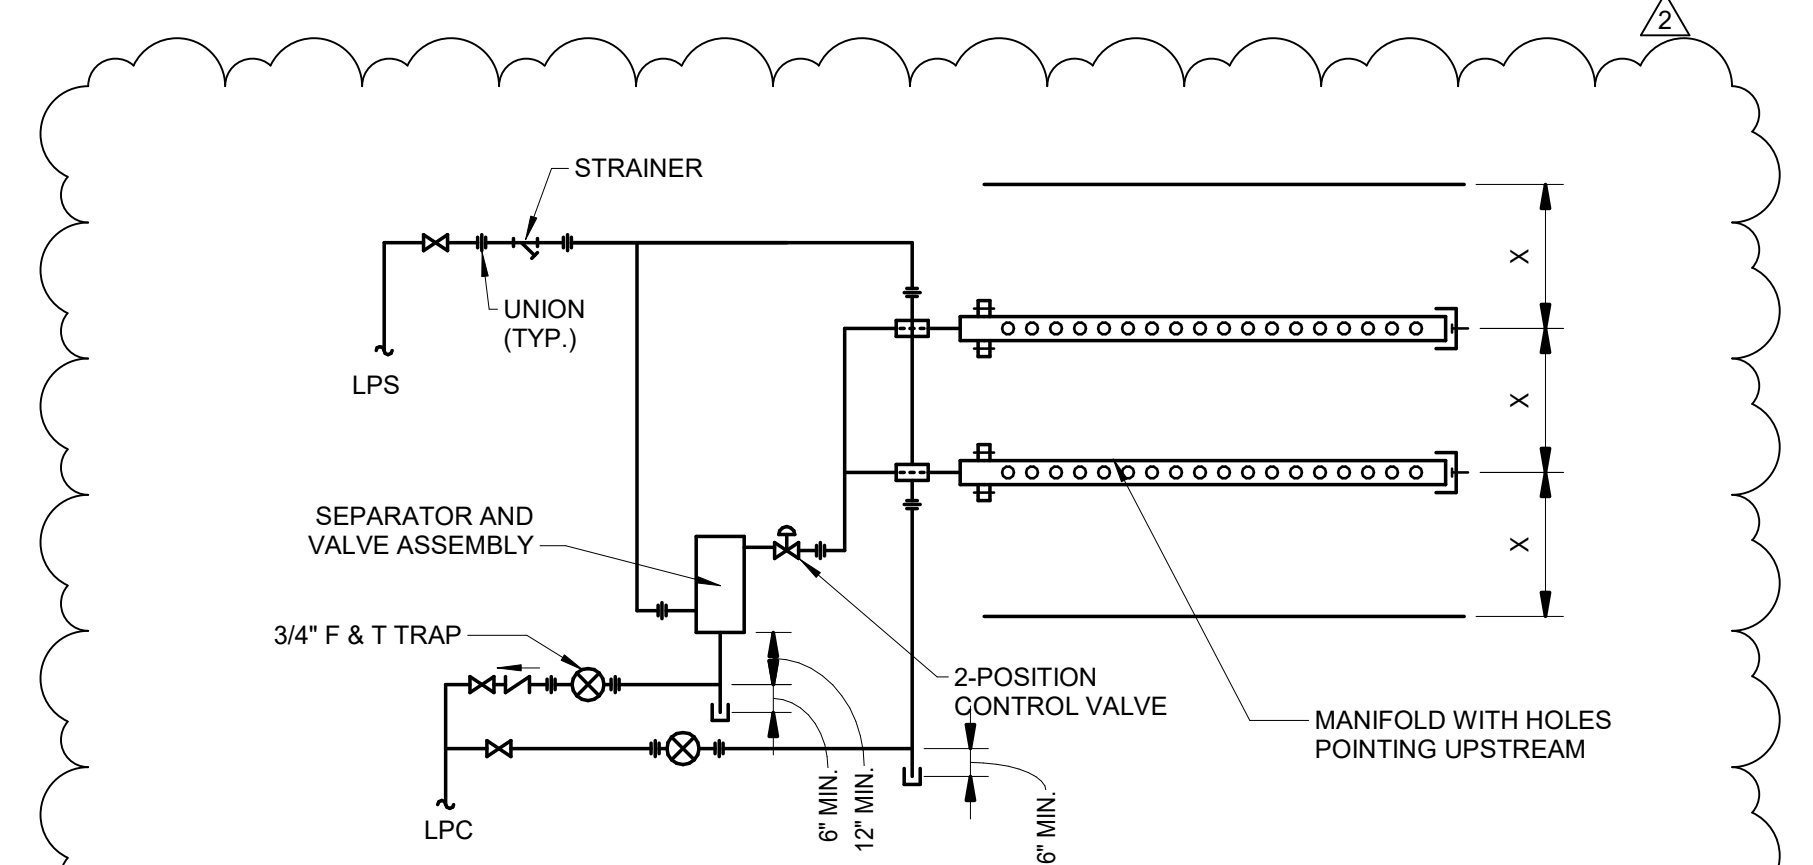 2
STRAINER
UNION
(TYP.)
LPS
X
X
X
SEPARATOR AND
VALVE ASSEMBLY
3/4" F & T TRAP
2-POSITION
CONTROL VALVE
MANIFOLD WITH HOLES
POINTING UPSTREAM
6" MIN.
12" MIN.
6" MIN.
LPC